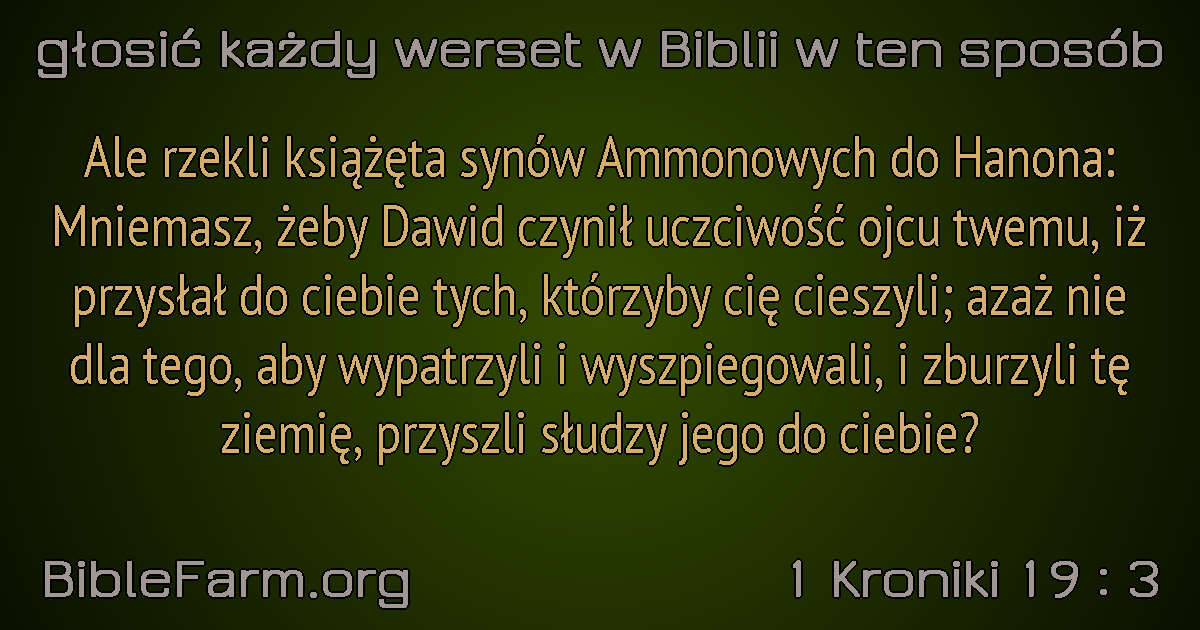 głosić każdy werset w Biblii w ten sposób
Ale rzekli książęta synów Ammonowych do Hanona:
Mniemasz, żeby Dawid czynił uczciwość ojcu twemu, iż
przysłał do ciebie tych, którzyby cię cieszyli; azaż nie
dla tego, aby wypatrzyli i wyszpiegowali, i zburzyli tę
ziemię, przyszli słudzy jego do ciebie?
BibleFarm.org
1 Kroniki 19 : 3